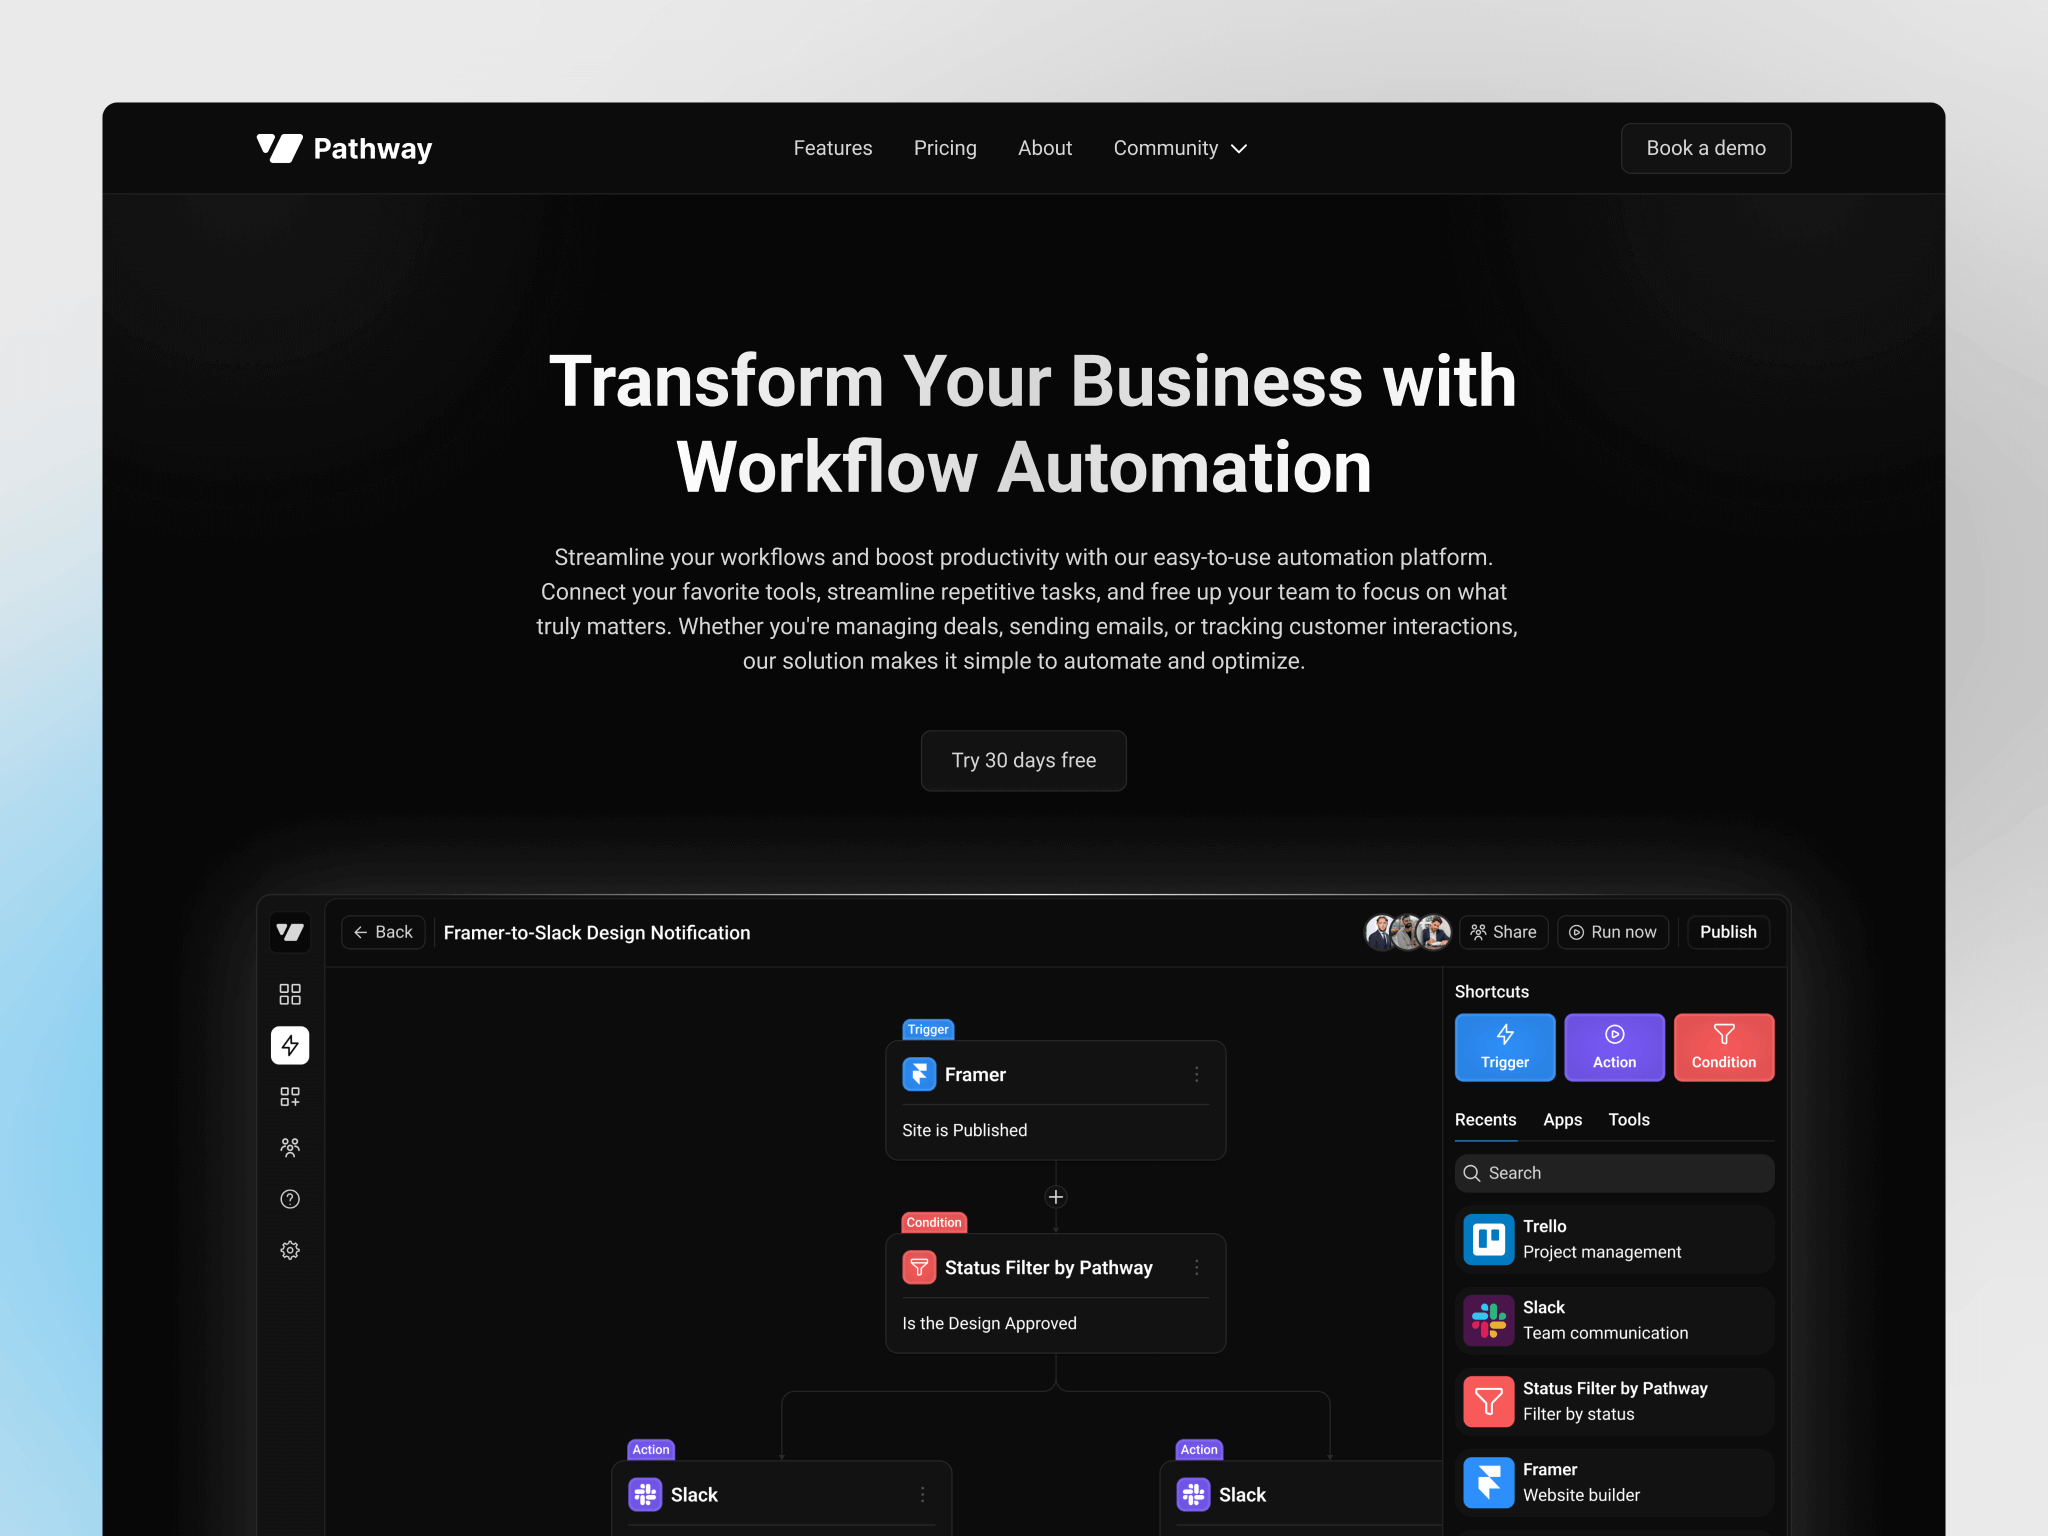 Pathway
Features
Pricing
About
Community
Book a demo
Transform Your Business with
Workflow Automation
Streamline your workflows and boost productivity with our easy-to-use automation platform.
Connect your favorite tools, streamline repetitive tasks, and free up your team to focus on what
truly matters. Whether you're managing deals, sending emails, or tracking customer interactions,
our solution makes it simple to automate and optimize.
Try 30 days free
Back
Framer-to-Slack Design Notification
Share
Run now
Publish
Trigger
Framer
Site is Published
Condition
Status Filter by Pathway
Is the Design Approved
Action
Slack
Action
Slack
Shortcuts
Trigger
Action
Condition
Recents
Apps
Tools
Search
Trello
Project management
Slack
Team communication
Status Filter by Pathway
Filter by status
Framer
Website builder